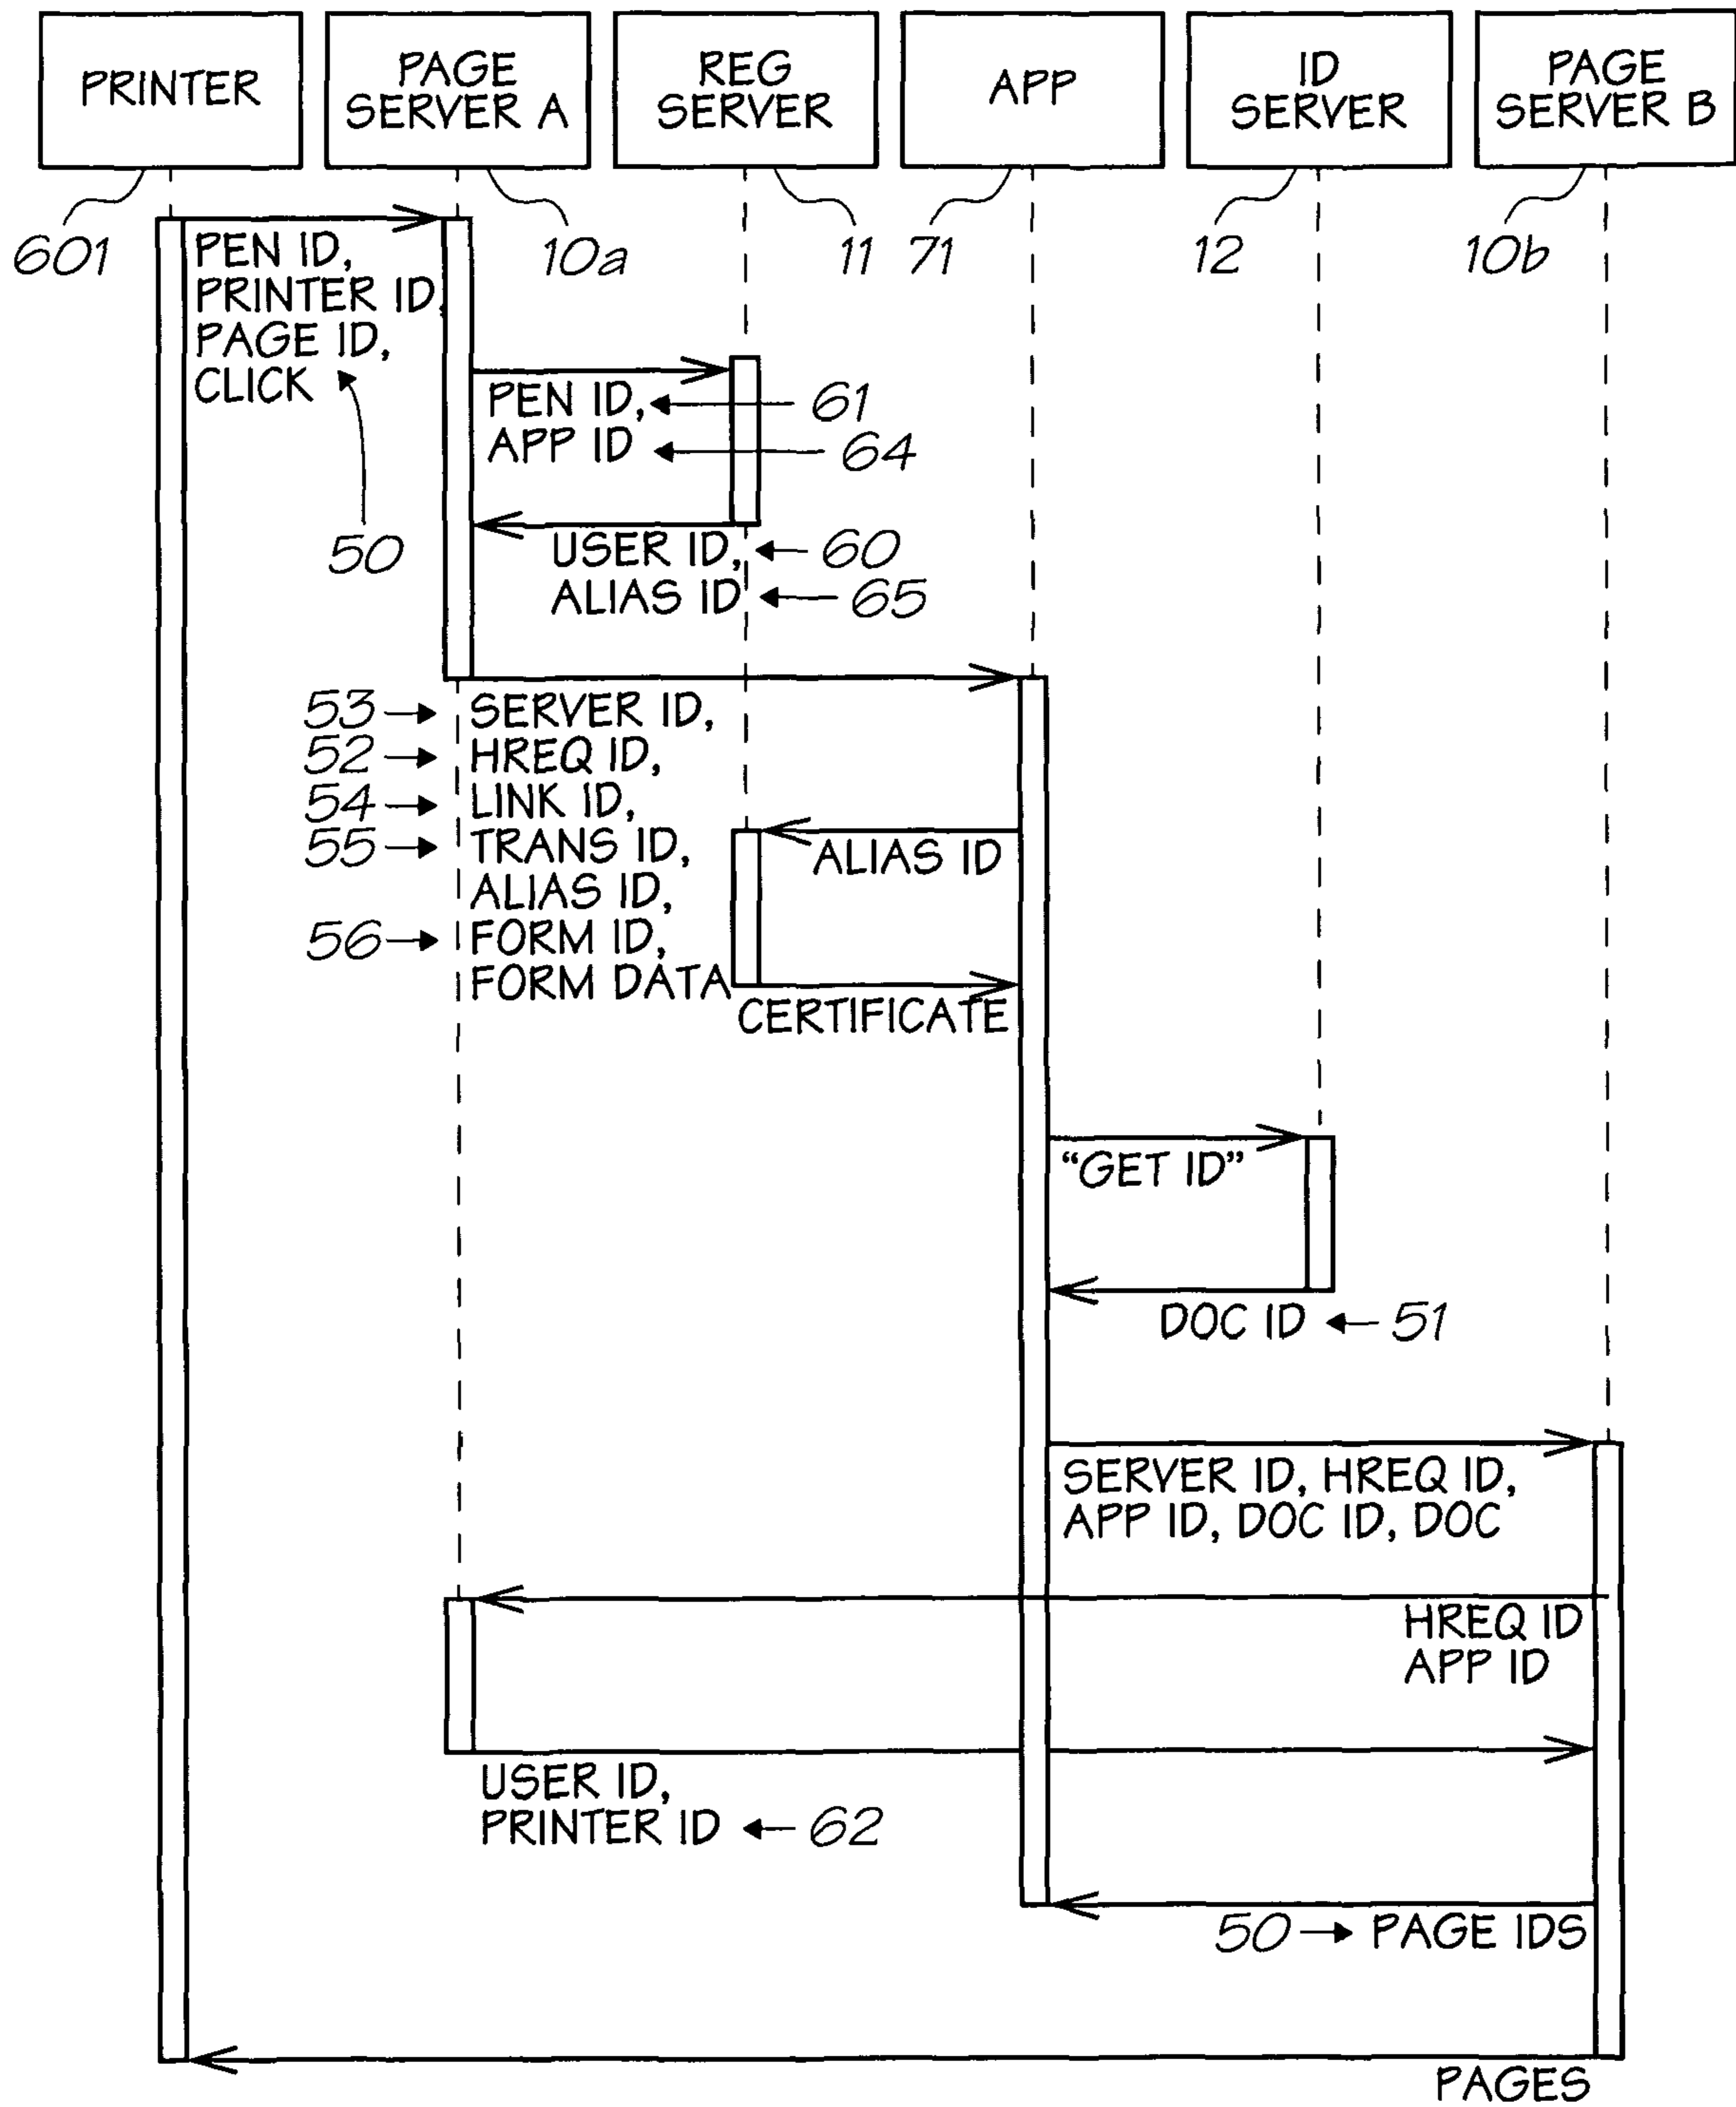 PRINTER
PAGE
SERVER A
REG
SERVER
APP
ID
SERVER
PAGE
SERVER B
601
10a
11
71
12
10b
PEN ID,
PRINTER ID,
PAGE ID,
CLICK
50
PEN ID,
APP ID
61
64
USER ID,
ALIAS ID
60
65
53
SERVER ID,
52
HREQ ID,
54
LINK ID,
55
TRANS ID,
ALIAS ID,
56
FORM ID,
FORM DATA
ALIAS ID
CERTIFICATE
“GET ID”
DOC ID
51
SERVER ID, HREQ ID,
APP ID, DOC ID, DOC
HREQ ID
APP ID
USER ID,
PRINTER ID
62
50
PAGE IDS
PAGES